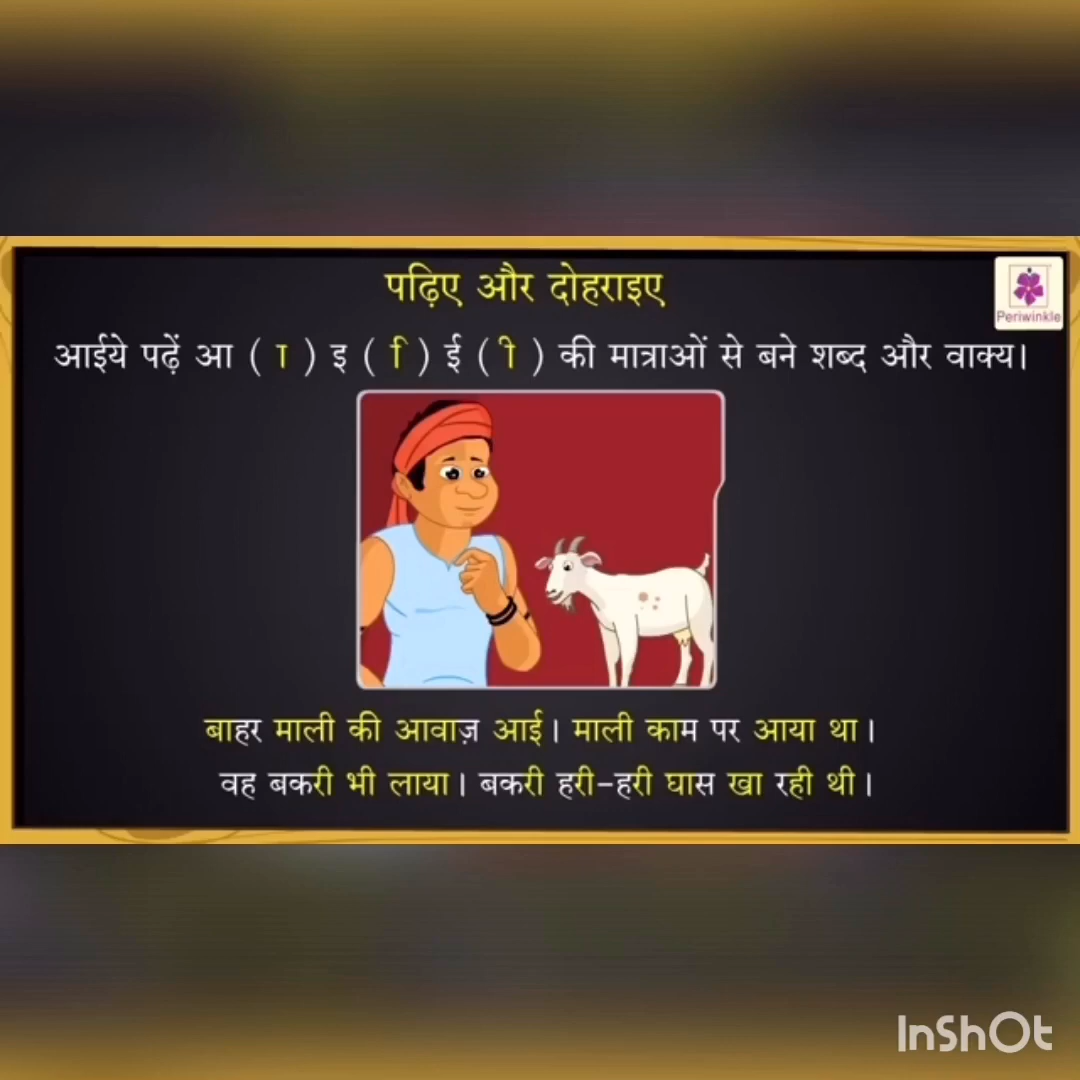 पढ़िए और दोहराइए
Periwinkle
आईये पढ़ें आ ( ा ) इ ( ि ) ई ( ी ) की मात्राओं से बने शब्द और वाक्य।
बाहर माली की आवाज़ आई। माली काम पर आया था।
वह बकरी भी लाया। बकरी हरी-हरी घास खा रही थी।
InShOt